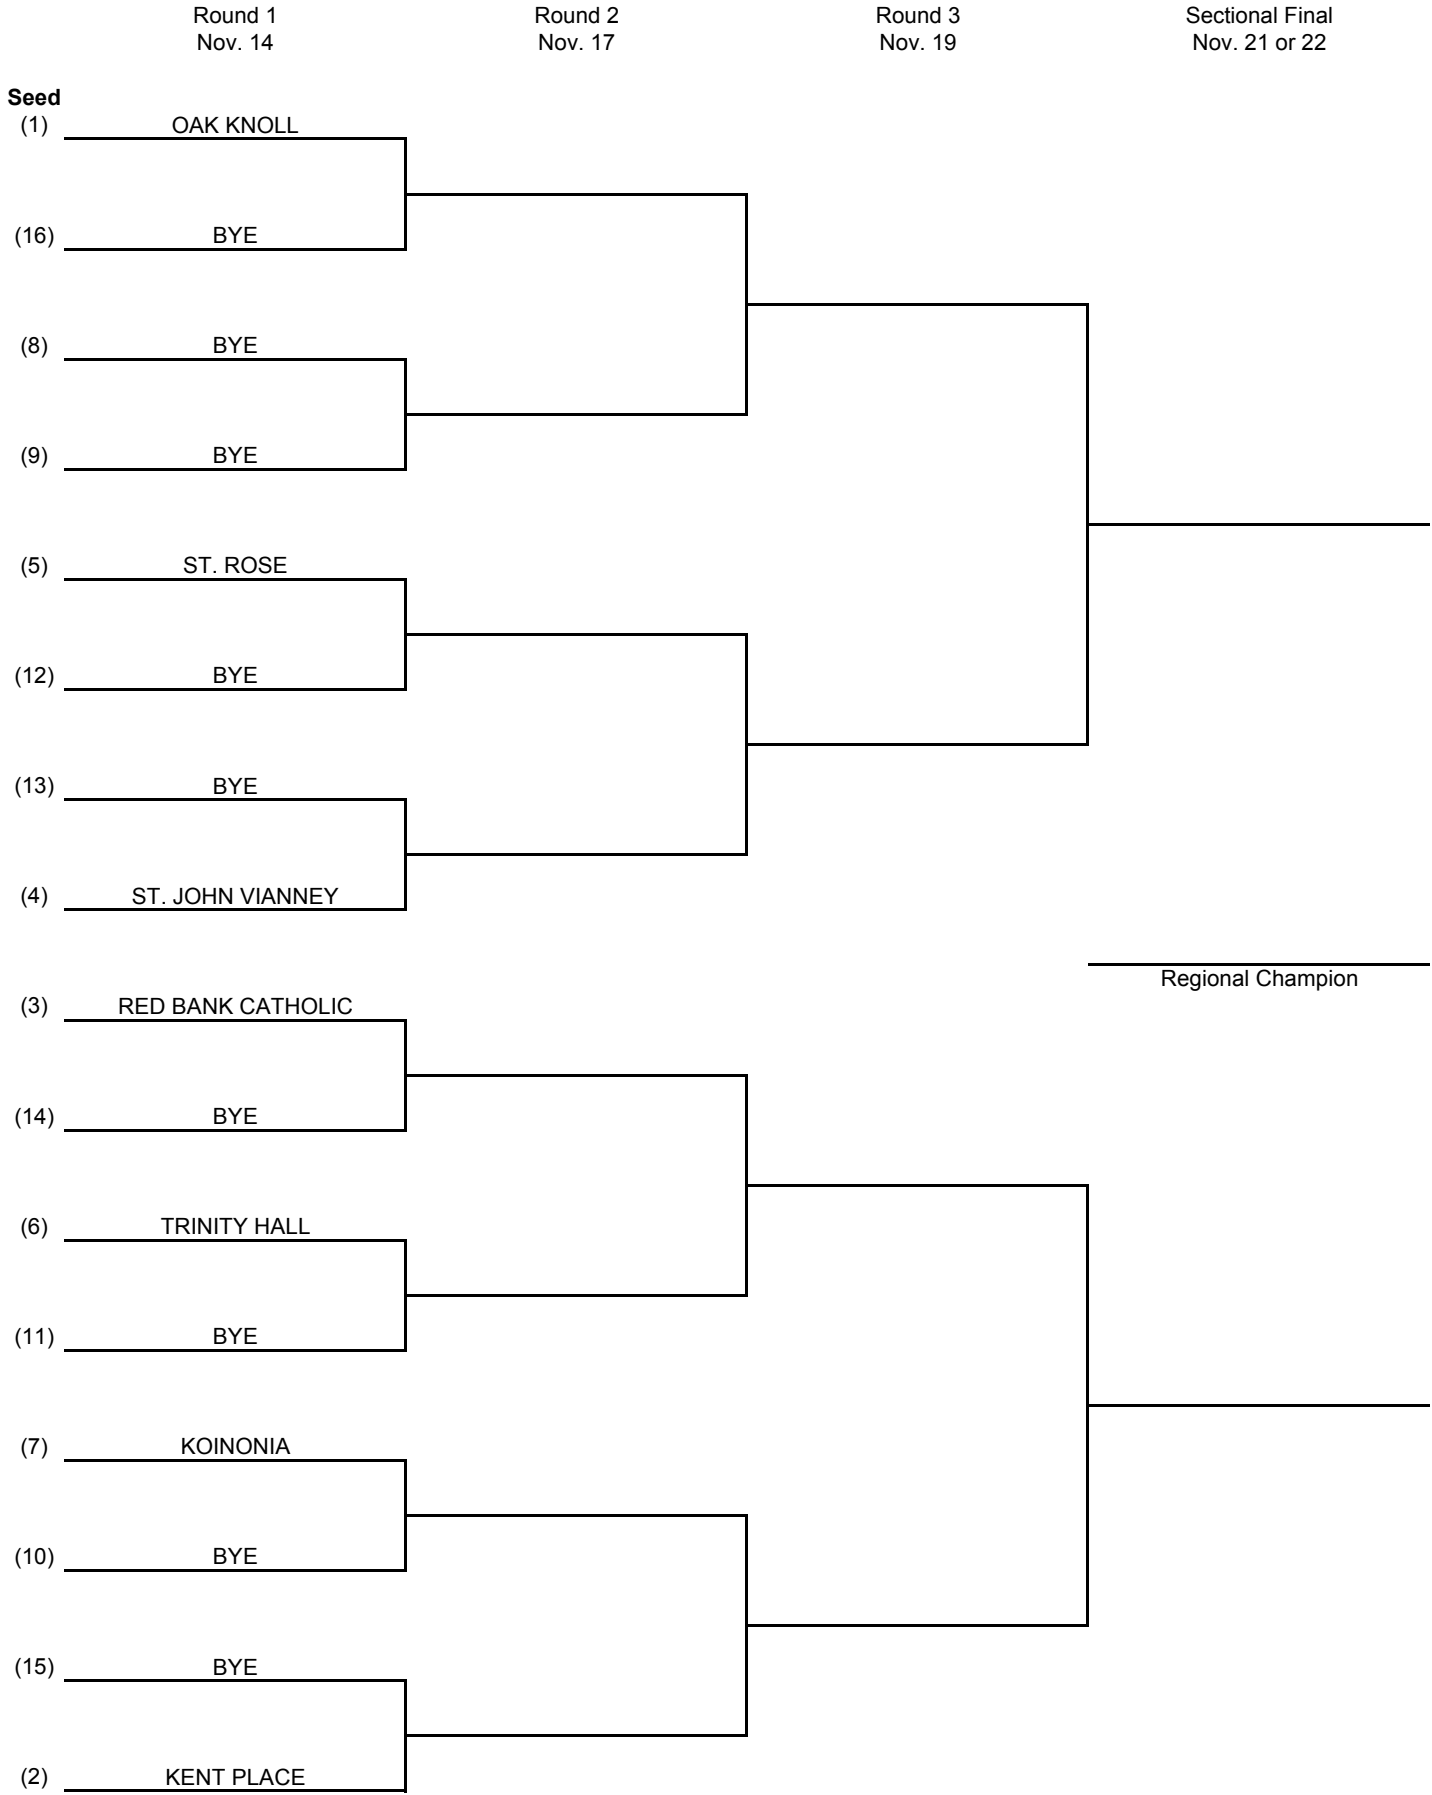 Round 1 Round 2 Round 3 Sectional Final
Nov. 14 Nov. 17 Nov. 19 Nov. 21 or 22
Seed
(1) OAK KNOLL
(16) BYE
(8) BYE
(9) BYE
(5) ST. ROSE
(12) BYE
(13) BYE
(4) ST. JOHN VIANNEY
Regional Champion
(3) RED BANK CATHOLIC
(14) BYE
(6) TRINITY HALL
(11) BYE
(7) KOINONIA
(10) BYE
(15) BYE
(2) KENT PLACE